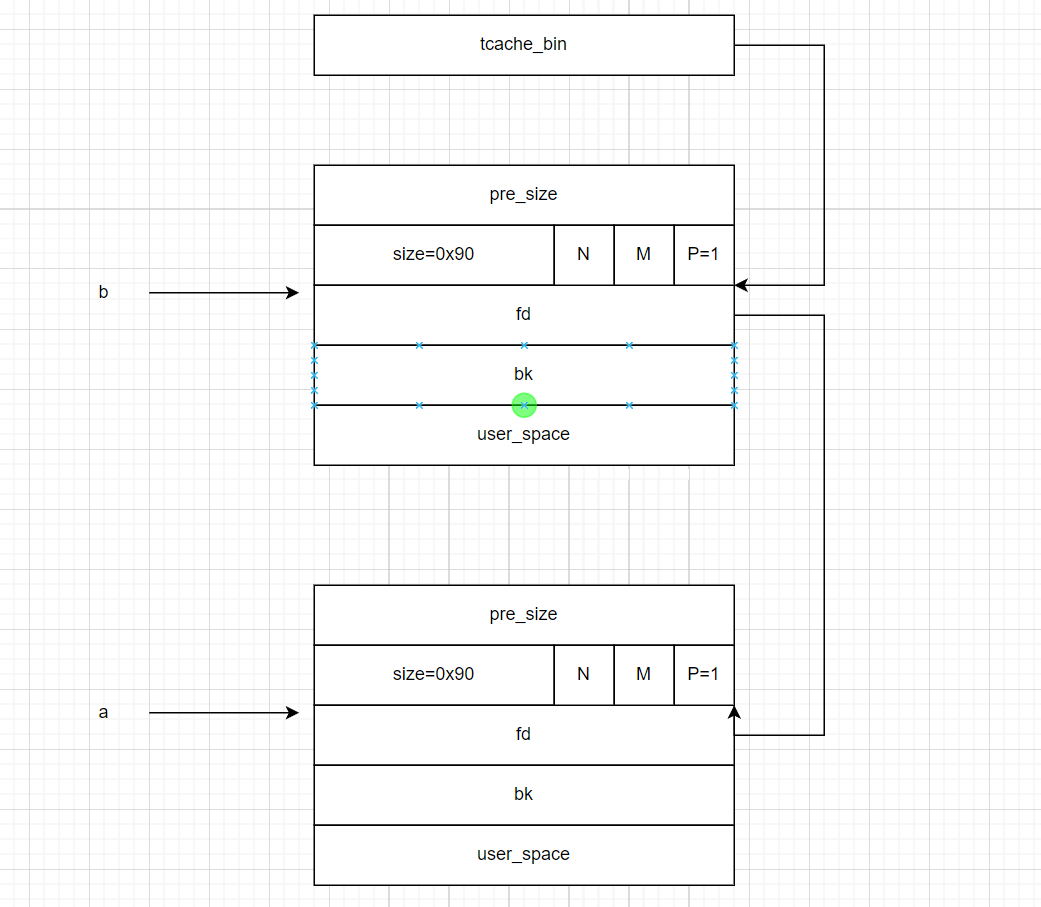 tcache_bin
pre_size
size=0x90 N M P=1
b
fd
bk
user_space
pre_size
size=0x90 N M P=1
a
fd
bk
user_space